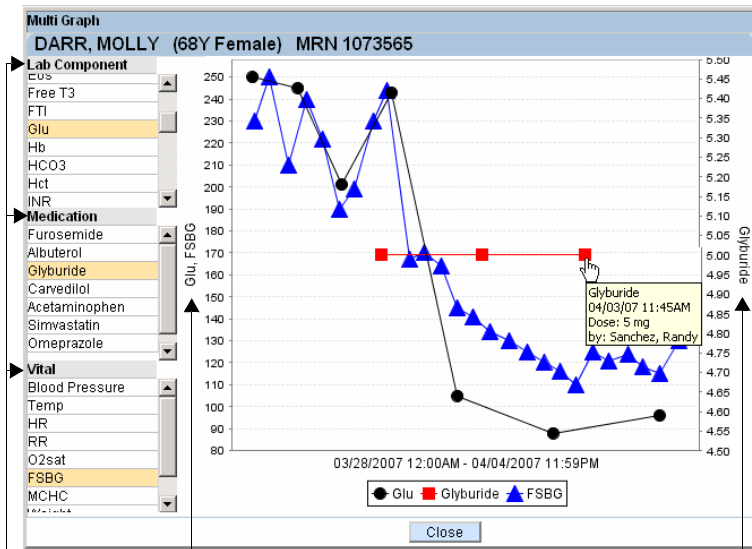 Multi Graph
DARR, MOLLY (68Y Female) MRN 1073565
Lab Component
Eos
Free T3
FTI
Glu
Hb
HCO3
Hct
INR
Medication
Furosemide
Albuterol
Glyburide
Carvedilol
Acetaminophen
Simvastatin
Omeprazole
Vital
Blood Pressure
Temp
HR
RR
O2sat
FSBG
MCHC
Weight
Glu, FSBG
250
240
230
220
210
200
190
180
170
160
150
140
130
120
110
100
90
80
5.50
5.45
5.40
5.35
5.30
5.25
5.20
5.15
5.10
5.05
5.00
4.95
4.90
4.85
4.80
4.75
4.70
4.65
4.60
4.55
4.50
Glyburide
Glyburide
04/03/07 11:45AM
Dose: 5 mg
by: Sanchez, Randy
03/28/2007 12:00AM - 04/04/2007 11:59PM
Glu Glyburide FSBG
Close